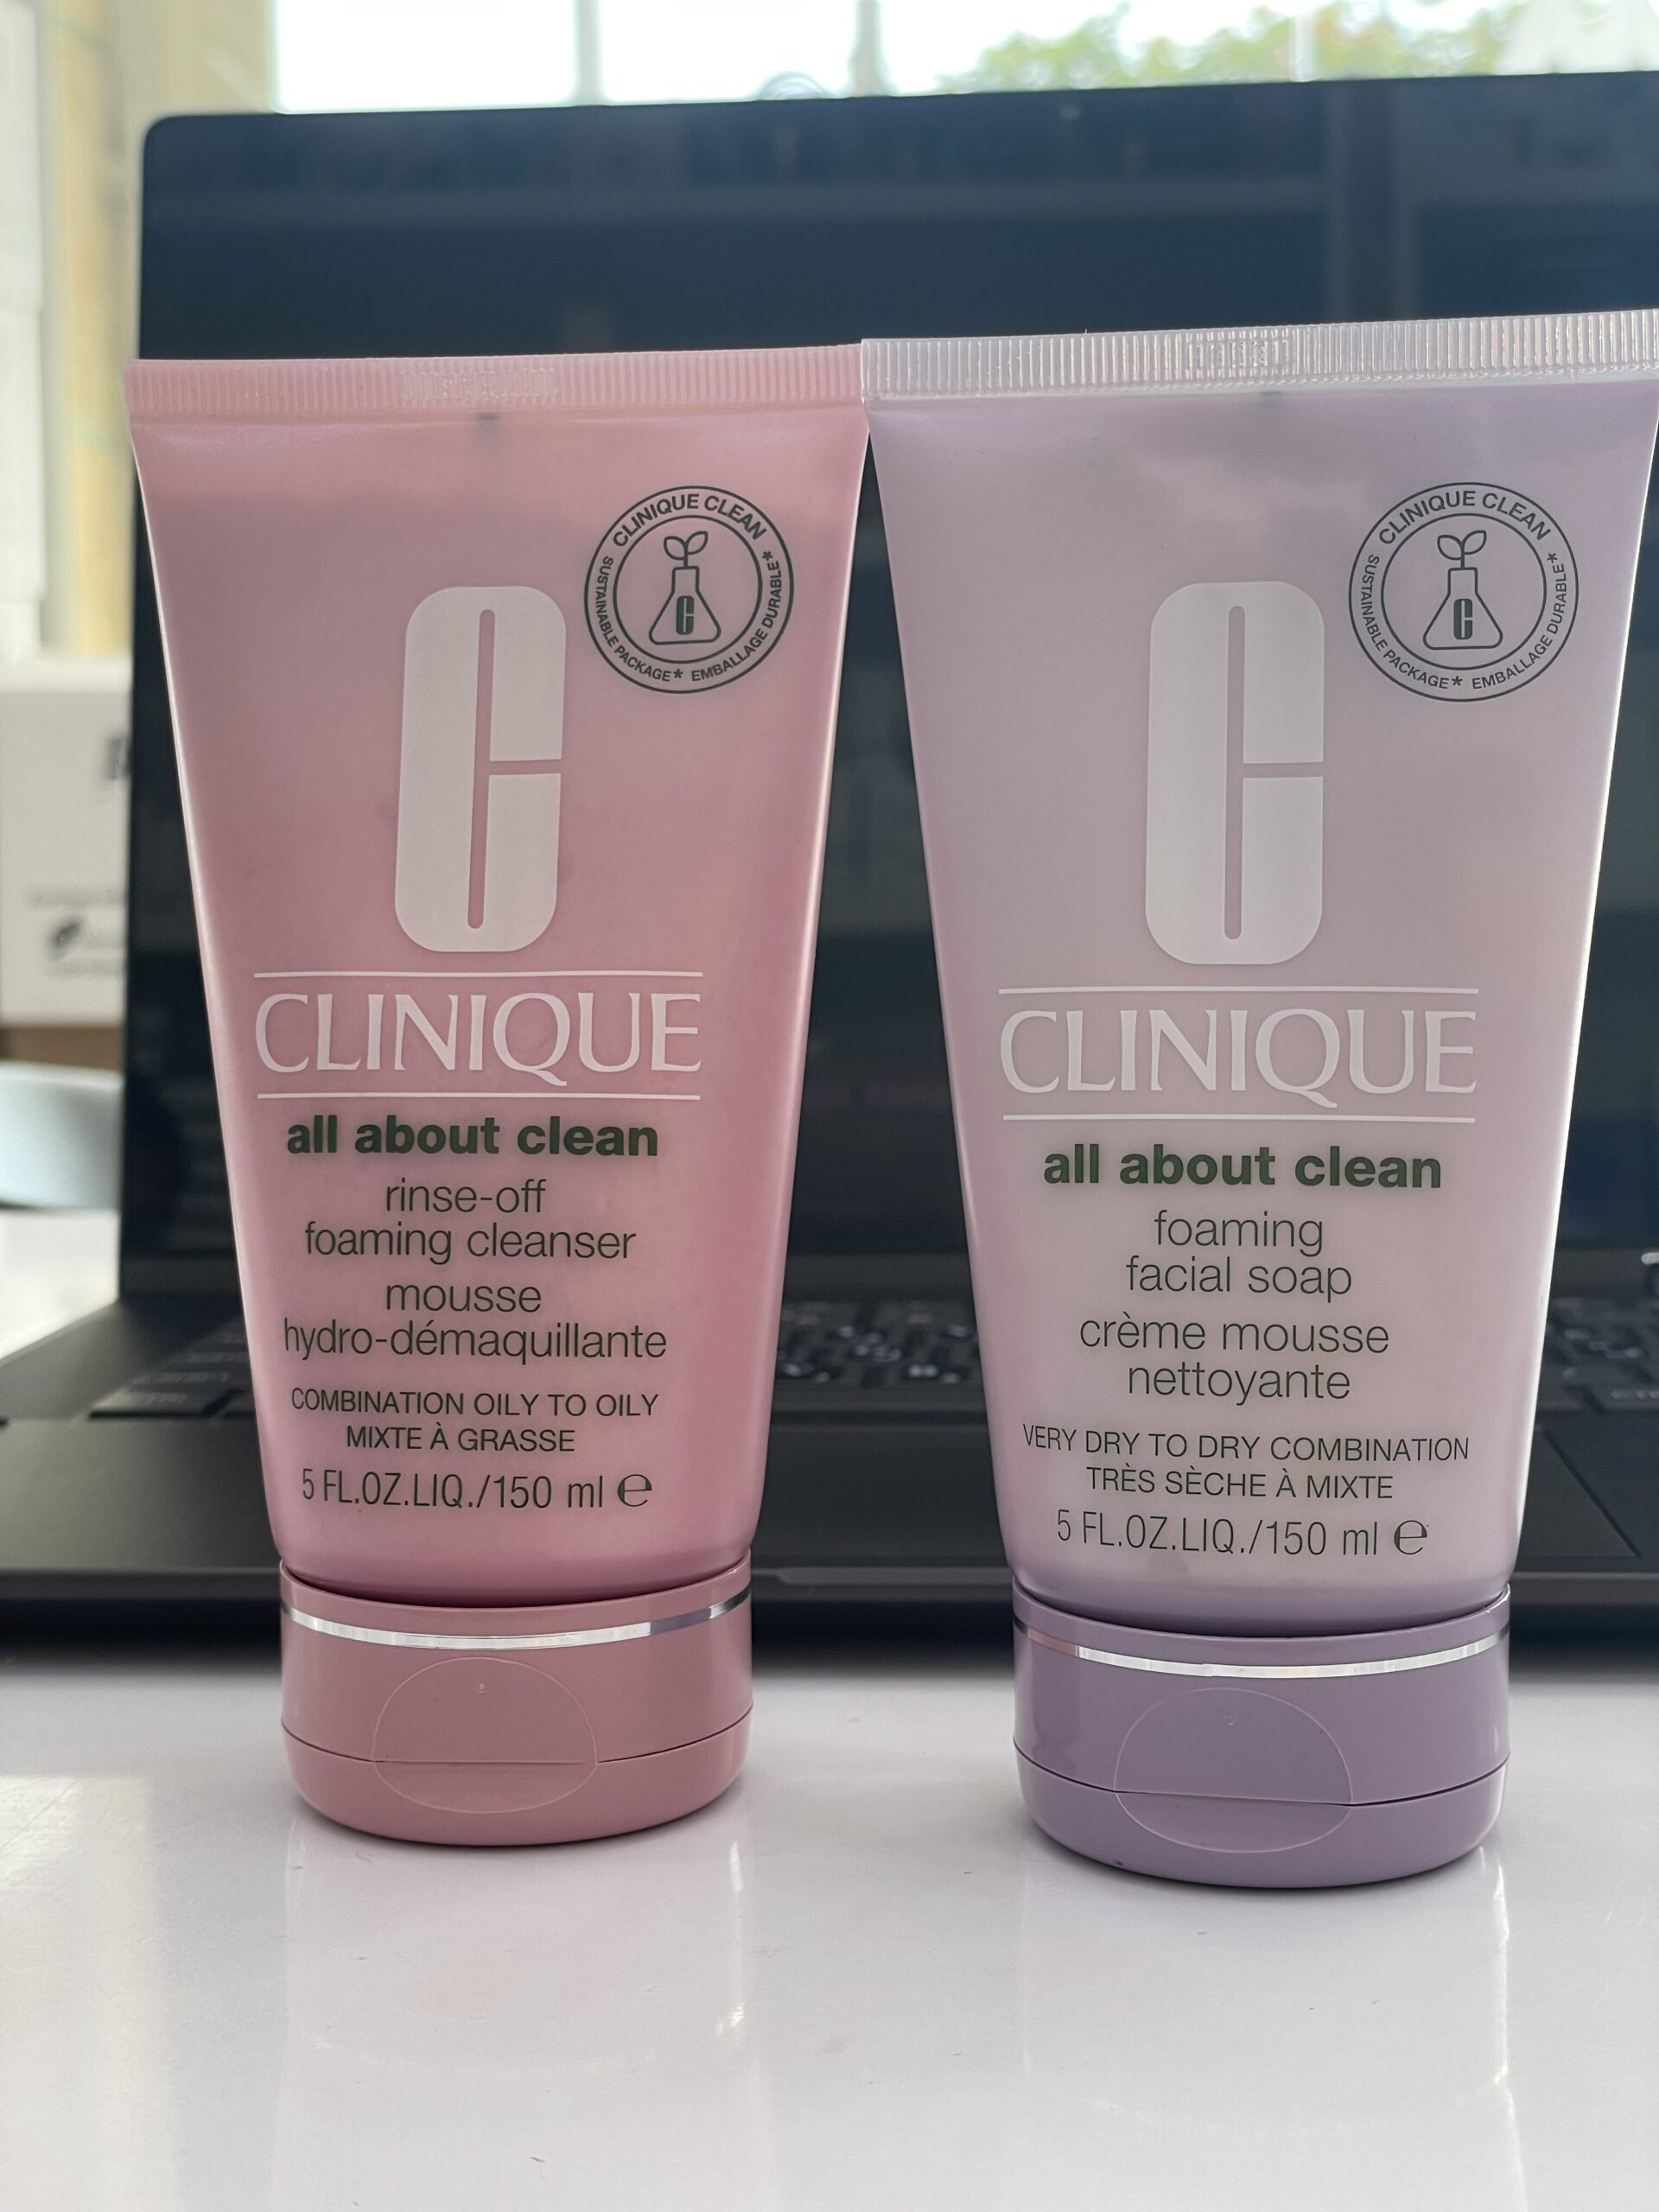 CLINIQUE CLEAN
SUSTAINABLE PACKAGE* EMBALLAGE DURABLE*
C
C
CLINIQUE
all about clean
rinse-off
foaming cleanser
mousse
hydro-démaquillante
COMBINATION OILY TO OILY
MIXTE À GRASSE
5 FL.OZ.LIQ./150 ml ℮
CLINIQUE CLEAN
SUSTAINABLE PACKAGE* EMBALLAGE DURABLE*
C
C
CLINIQUE
all about clean
foaming
facial soap
crème mousse
nettoyante
VERY DRY TO DRY COMBINATION
TRÈS SÈCHE À MIXTE
5 FL.OZ.LIQ./150 ml ℮